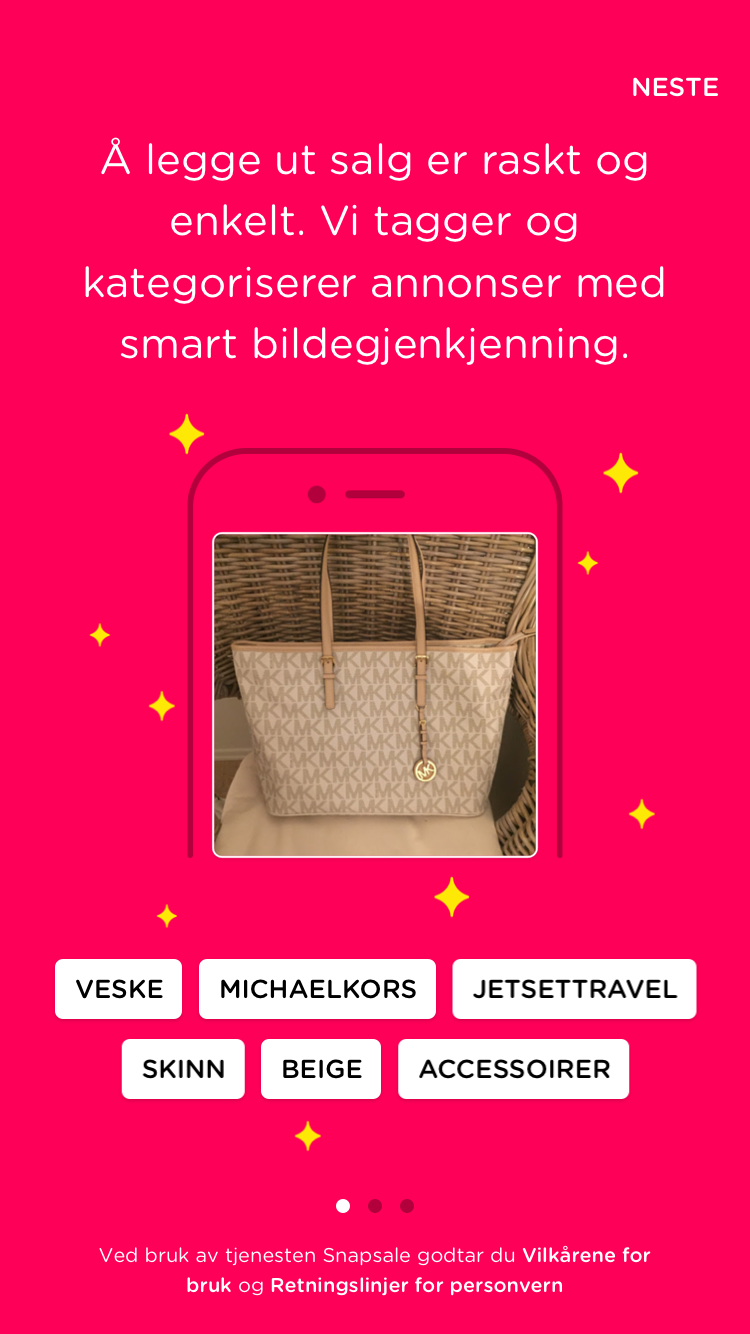 NESTE
Å legge ut salg er raskt og
enkelt. Vi tagger og
kategoriserer annonser med
smart bildegjenkjenning.
MK
VESKE MICHAELKORS JETSETTRAVEL
SKINN BEIGE ACCESSOIRER
Ved bruk av tjenesten Snapsale godtar du Vilkårene for
bruk og Retningslinjer for personvern